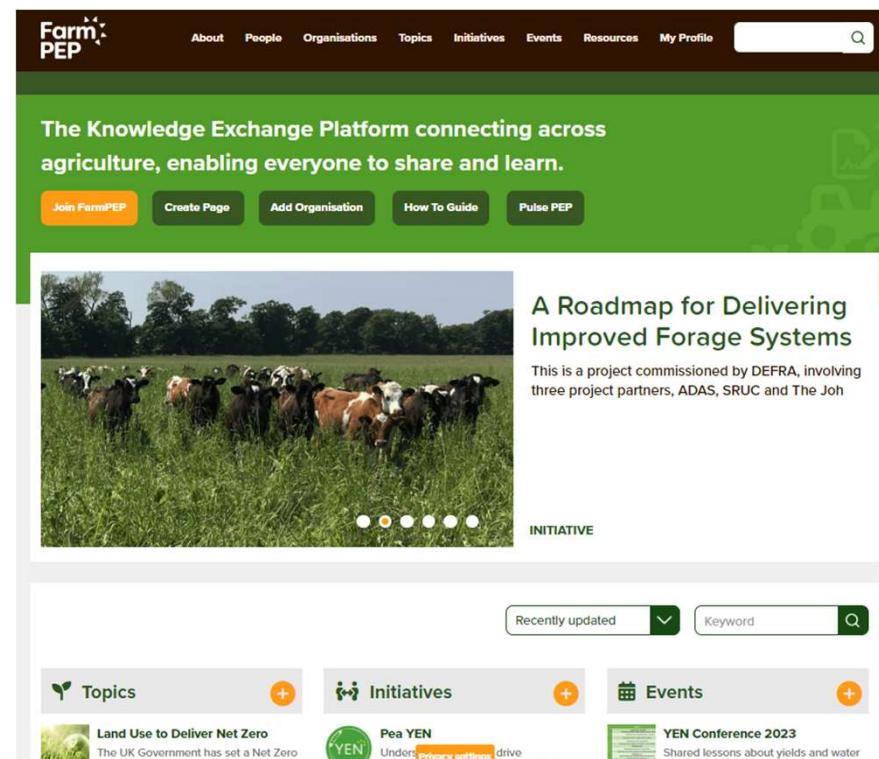 Farm
PEP
About People Organisations Topics Initiatives Events Resources My Profile
The Knowledge Exchange Platform connecting across
agriculture, enabling everyone to share and learn.
Join FarmPEP Create Page Add Organisation How To Guide Pulse PEP
A Roadmap for Delivering
Improved Forage Systems
This is a project commissioned by DEFRA, involving
three project partners, ADAS, SRUC and The Joh
INITIATIVE
Recently updated Keyword
Topics
Land Use to Deliver Net Zero
The UK Government has set a Net Zero
Initiatives
YEN
Pea YEN
Unders Privacy settings drive
Events
YEN Conference 2023
Shared lessons about yields and water